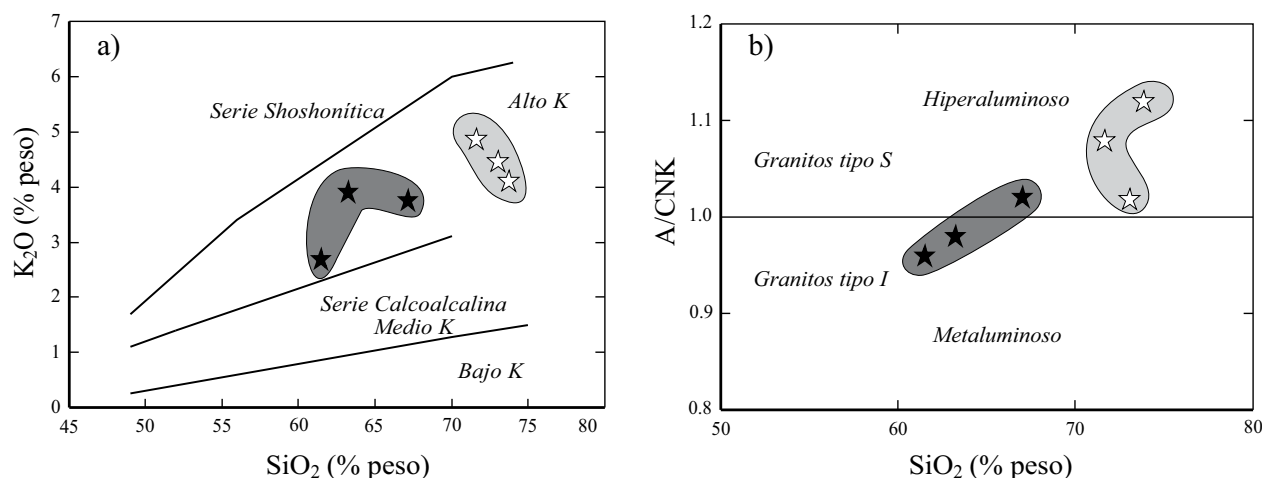 a)
7
6
5
4
3
2
1
0
K2O (% peso)
Serie Shoshonítica
Alto K
Serie Calcoalcalina
Medio K
Bajo K
45
50
55
60
65
70
75
80
SiO2 (% peso)
b)
1.2
1.1
1.0
0.9
0.8
A/CNK
Hiperaluminoso
Granitos tipo S
Granitos tipo I
Metaluminoso
50
60
70
80
SiO2 (% peso)